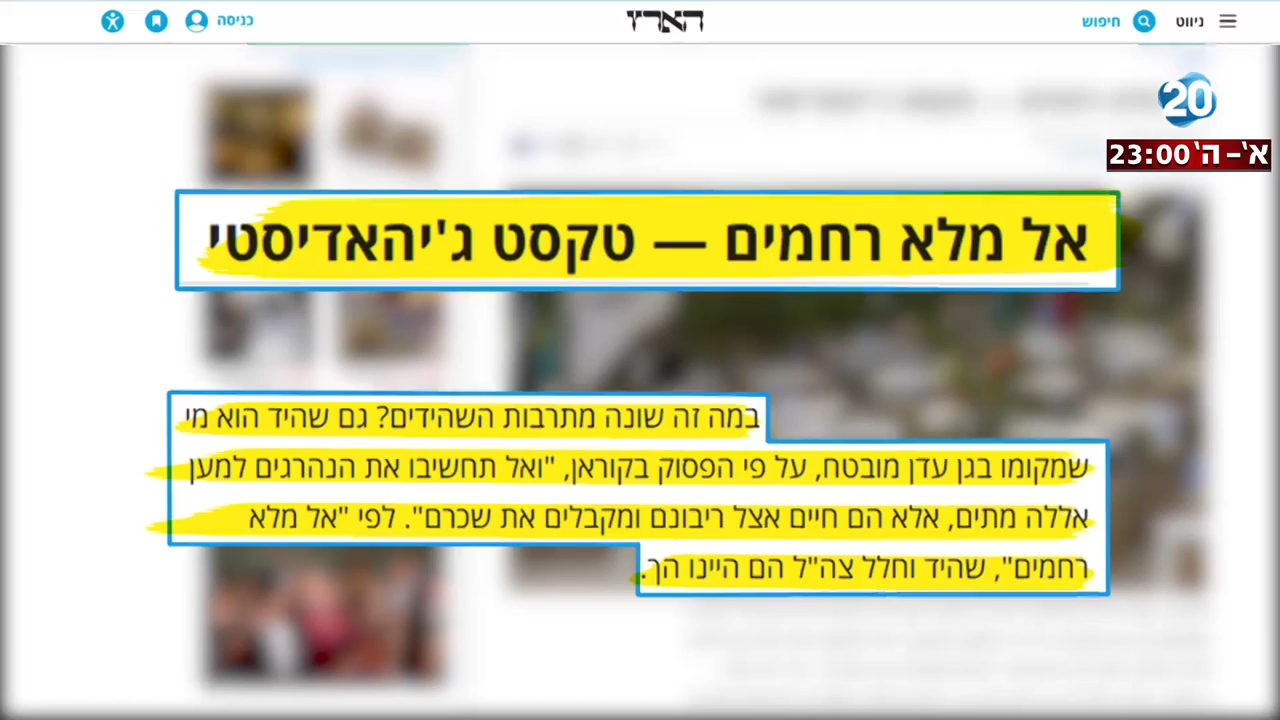 ניווט חיפוש הארץ כניסה
20
א'-ה' 23:00
אל מלא רחמים — טקסט ג'יהאדיסטי
במה זה שונה מתרבות השהידים? גם שהיד הוא מי
שמקומו בגן עדן מובטח, על פי הפסוק בקוראן, "ואל תחשיבו את הנהרגים למען
אללה מתים, אלא הם חיים אצל ריבונם ומקבלים את שכרם". לפי "אל מלא
רחמים", שהיד וחלל צה"ל הם היינו הך.